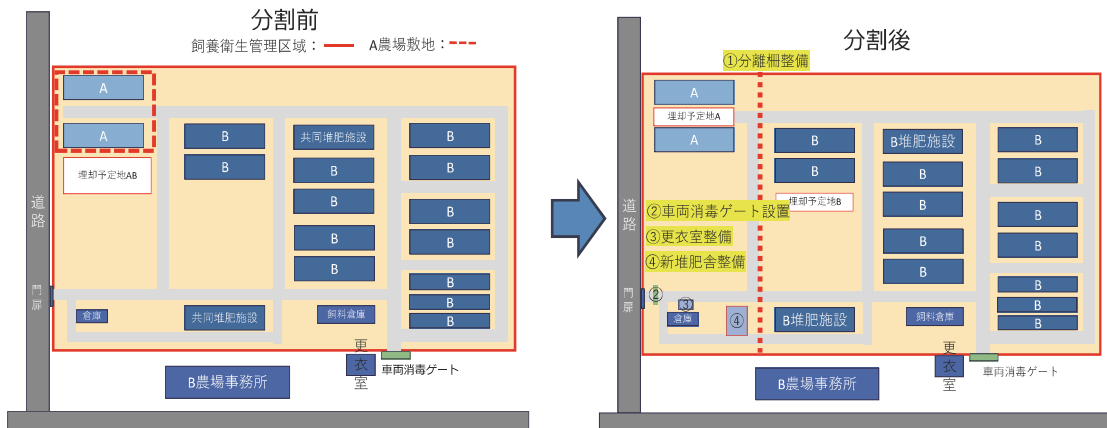 分割前
飼養衛生管理区域：
A農場敷地：
A
A
埋却予定地AB
B
B
共同堆肥施設
B
B
B
B
B
B
B
B
B
B
B
道路
門扉
倉庫
共同堆肥施設
飼料倉庫
更衣室
車両消毒ゲート
B農場事務所
分割後
①分離柵整備
A
埋却予定地A
A
B
B
埋却予定地B
B堆肥施設
B
B
B
B
B
B
B
B
B
B
B
道路
②車両消毒ゲート設置
③更衣室整備
④新堆肥舎整備
門扉
②
③
倉庫
④
B堆肥施設
飼料倉庫
更衣室
車両消毒ゲート
B農場事務所